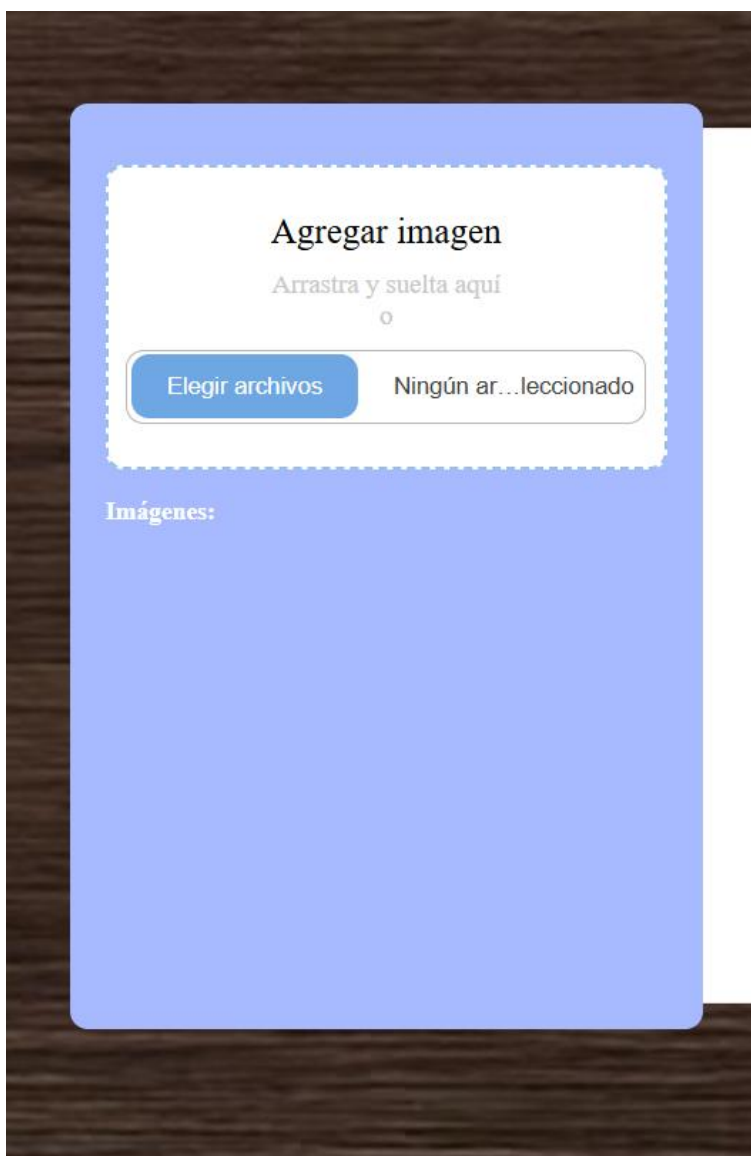 Agregar imagen
Arrastra y suelta aquí
o
Elegir archivos Ningún ar...leccionado
Imágenes: